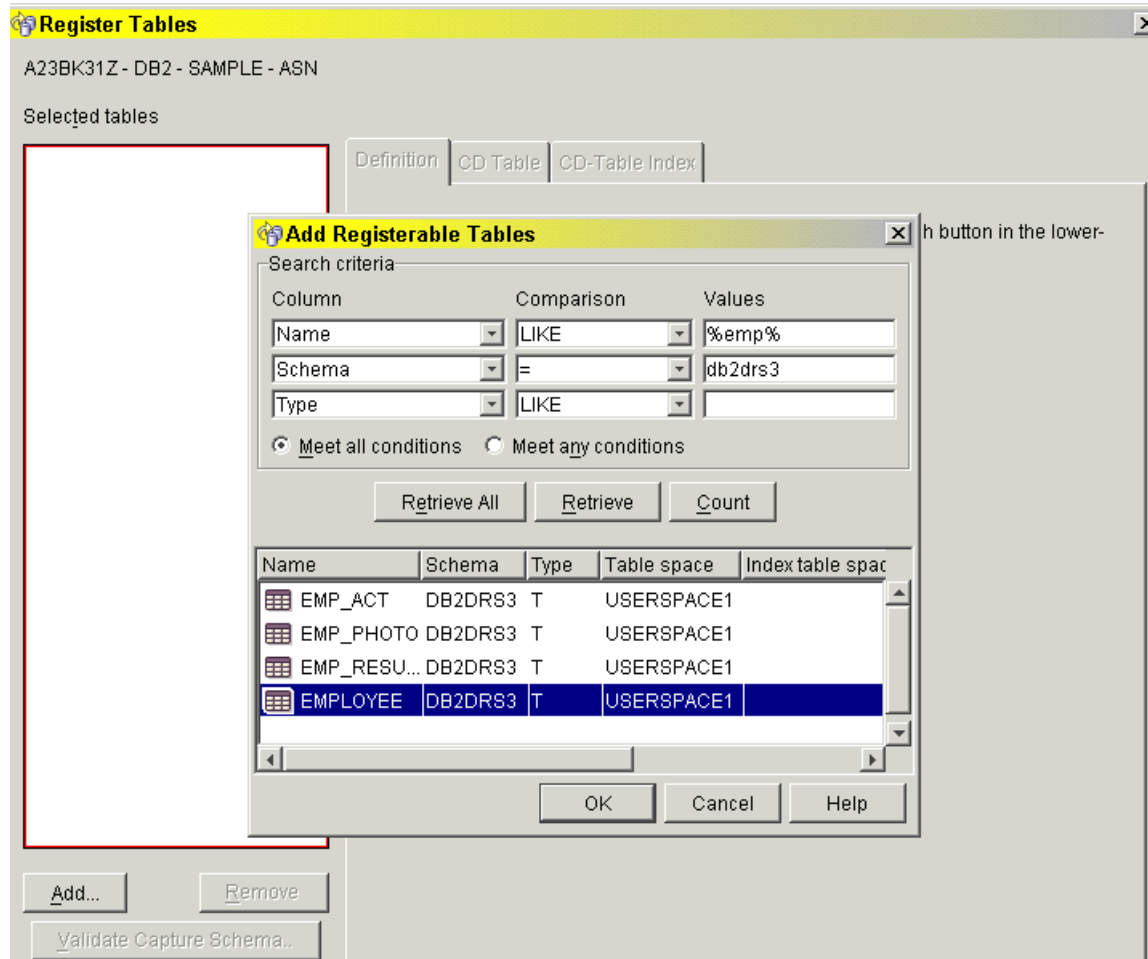 Register Tables
A23BK31Z - DB2 - SAMPLE - ASN
Selected tables
Definition CD Table CD-Table Index
h button in the lower-
Add Registerable Tables
Search criteria
Column Comparison Values
Name LIKE %emp%
Schema = db2drs3
Type LIKE
Meet all conditions Meet any conditions
Retrieve All Retrieve Count
Name Schema Type Table space Index table spac
EMP_ACT DB2DRS3 T USERSPACE1
EMP_PHOTO DB2DRS3 T USERSPACE1
EMP_RESU... DB2DRS3 T USERSPACE1
EMPLOYEE DB2DRS3 T USERSPACE1
OK Cancel Help
Add... Remove
Validate Capture Schema..